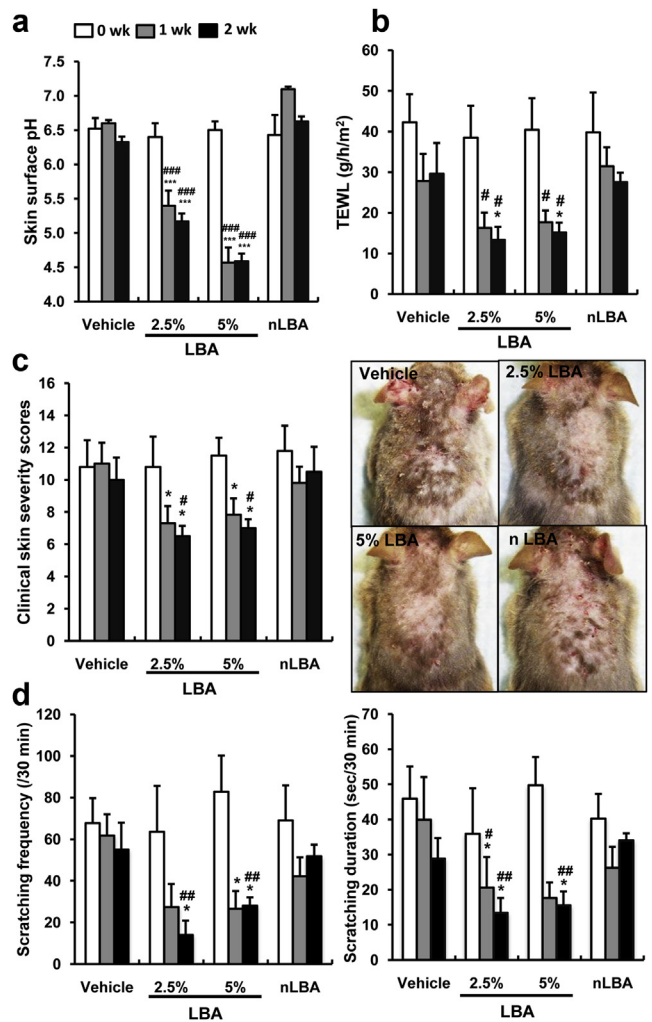 a
0 wk 1 wk 2 wk
Skin surface pH
7.5
7.0
6.5
6.0
5.5
5.0
4.5
4.0
### ***
### ***
### ***
### ***
Vehicle 2.5% 5% nLBA
LBA
b
TEWL (g/h/m²)
60
50
40
30
20
10
0
#
# *
#
# *
Vehicle 2.5% 5% nLBA
LBA
c
Clinical skin severity scores
16
14
12
10
8
6
4
2
0
*
# *
*
# *
Vehicle 2.5% 5% nLBA
LBA
Vehicle 2.5% LBA
5% LBA n LBA
d
Scratching frequency (/30 min)
120
100
80
60
40
20
0
## *
*
## *
Vehicle 2.5% 5% nLBA
LBA
Scratching duration (sec/30 min)
70
60
50
40
30
20
10
0
# *
## *
## *
Vehicle 2.5% 5% nLBA
LBA